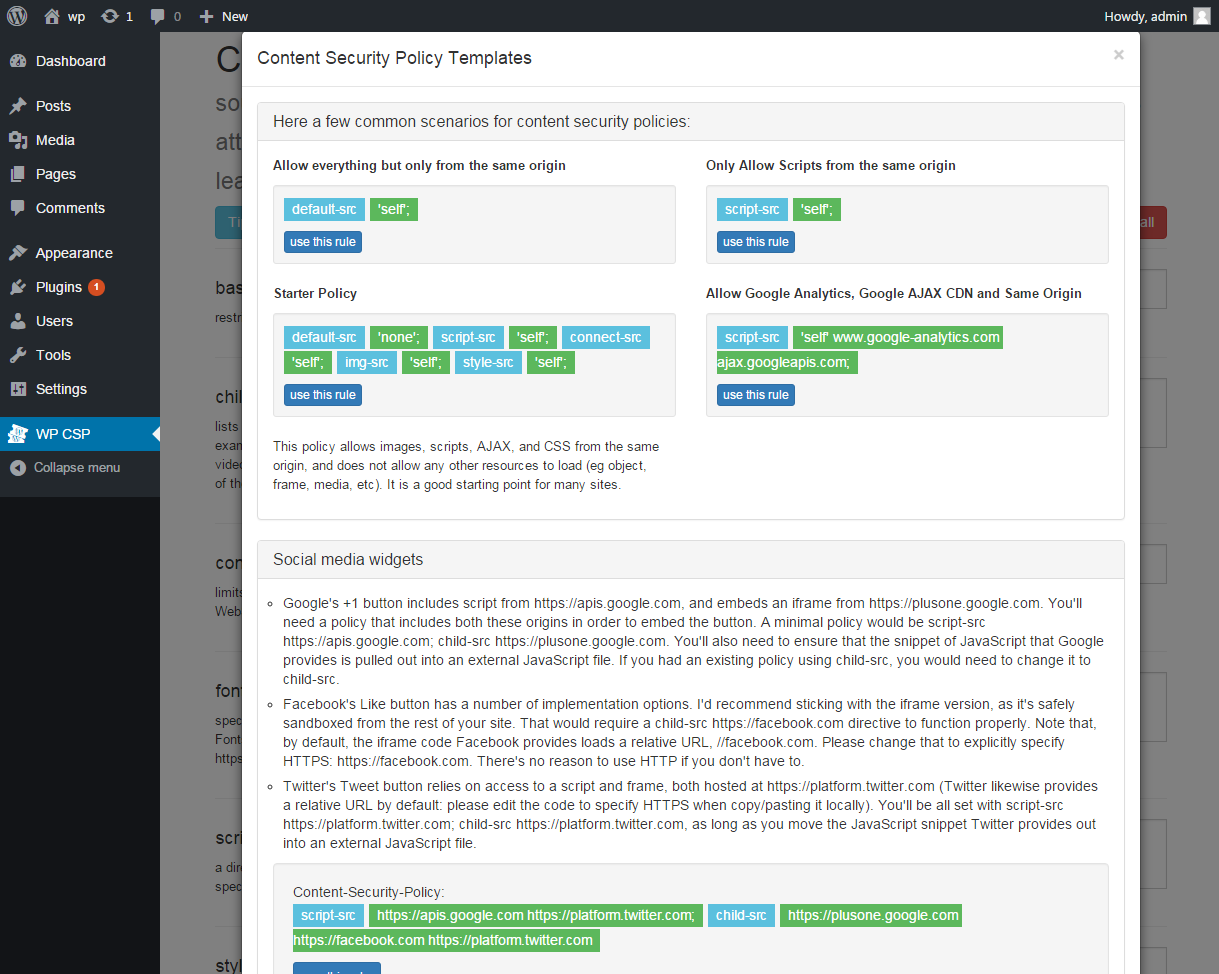 wp 1 0 New Howdy, admin
Dashboard
Posts
Media
Pages
Comments
Appearance
Plugins 1
Users
Tools
Settings
WP CSP
Collapse menu
Content Security Policy Templates ×
Here a few common scenarios for content security policies:
Allow everything but only from the same origin
default-src 'self';
use this rule
Only Allow Scripts from the same origin
script-src 'self';
use this rule
Starter Policy
default-src 'none'; script-src 'self'; connect-src
'self'; img-src 'self'; style-src 'self';
use this rule
This policy allows images, scripts, AJAX, and CSS from the same
origin, and does not allow any other resources to load (eg object,
frame, media, etc). It is a good starting point for many sites.
Allow Google Analytics, Google AJAX CDN and Same Origin
script-src 'self' www.google-analytics.com
ajax.googleapis.com;
use this rule
Social media widgets
Google's +1 button includes script from https://apis.google.com, and embeds an iframe from https://plusone.google.com. You'll
need a policy that includes both these origins in order to embed the button. A minimal policy would be script-src
https://apis.google.com; child-src https://plusone.google.com. You'll also need to ensure that the snippet of JavaScript that Google
provides is pulled out into an external JavaScript file. If you had an existing policy using child-src, you would need to change it to
child-src.
Facebook's Like button has a number of implementation options. I'd recommend sticking with the iframe version, as it's safely
sandboxed from the rest of your site. That would require a child-src https://facebook.com directive to function properly. Note that,
by default, the iframe code Facebook provides loads a relative URL, //facebook.com. Please change that to explicitly specify
HTTPS: https://facebook.com. There's no reason to use HTTP if you don't have to.
Twitter's Tweet button relies on access to a script and frame, both hosted at https://platform.twitter.com (Twitter likewise provides
a relative URL by default: please edit the code to specify HTTPS when copy/pasting it locally). You'll be all set with script-src
https://platform.twitter.com; child-src https://platform.twitter.com, as long as you move the JavaScript snippet Twitter provides out
into an external JavaScript file.
Content-Security-Policy:
script-src https://apis.google.com https://platform.twitter.com; child-src https://plusone.google.com
https://facebook.com https://platform.twitter.com